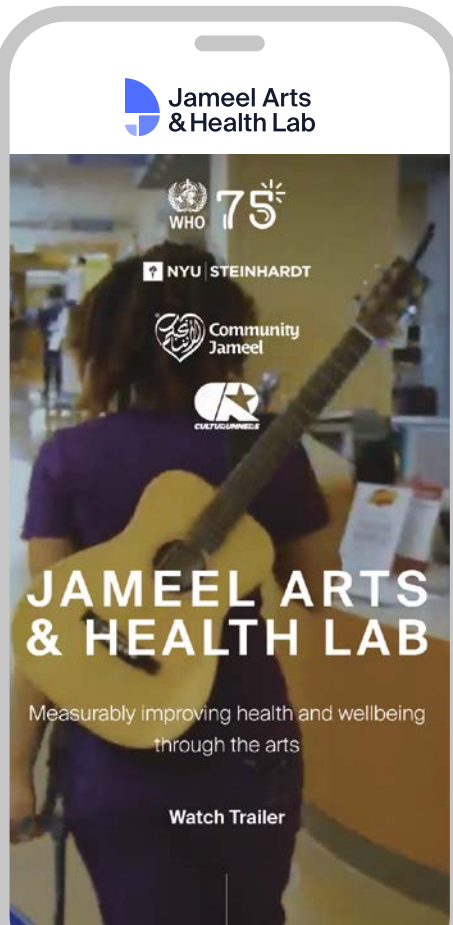 Jameel Arts
& Health Lab
WHO 75
NYU STEINHARDT
Community
Jameel
CULTURUNNERS
JAMEEL ARTS
& HEALTH LAB
Measurably improving health and wellbeing
through the arts
Watch Trailer